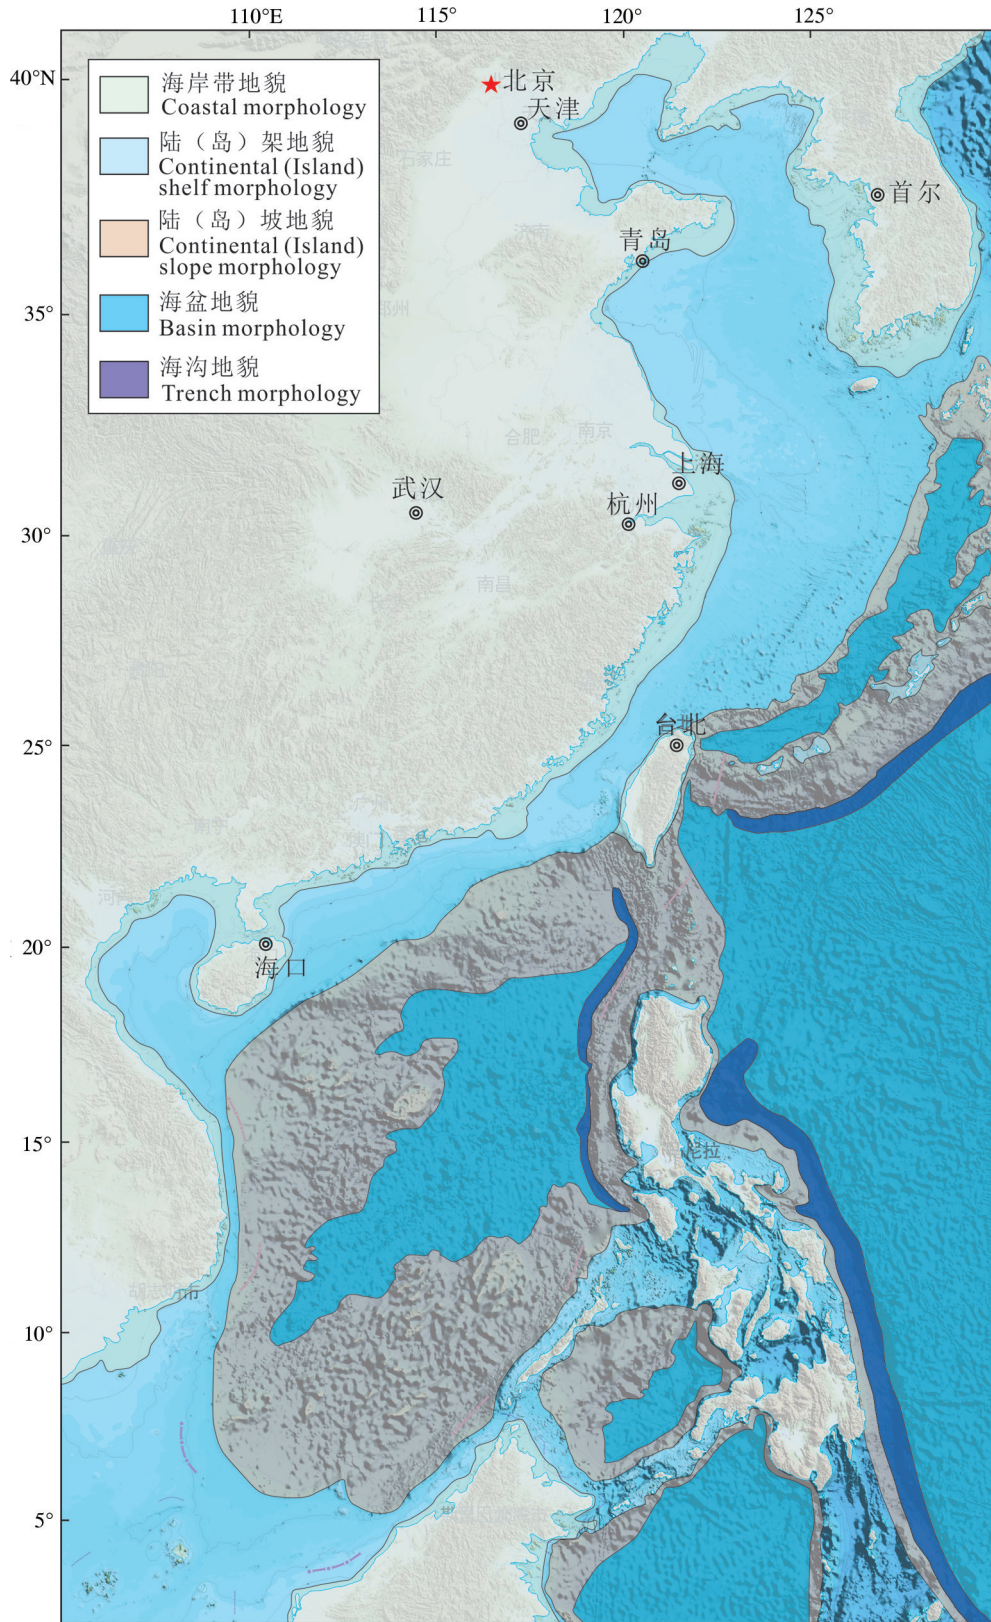 110°E 115° 120° 125°
40°N
35°
30°
25°
20°
15°
10°
5°
海岸带地貌
Coastal morphology
陆（岛）架地貌
Continental (Island)
shelf morphology
陆（岛）坡地貌
Continental (Island)
slope morphology
海盆地貌
Basin morphology
海沟地貌
Trench morphology
北京
天津
石家庄
首尔
济南
青岛
郑州
合肥
南京
上海
武汉
杭州
南昌
台北
南宁
海口
尼拉